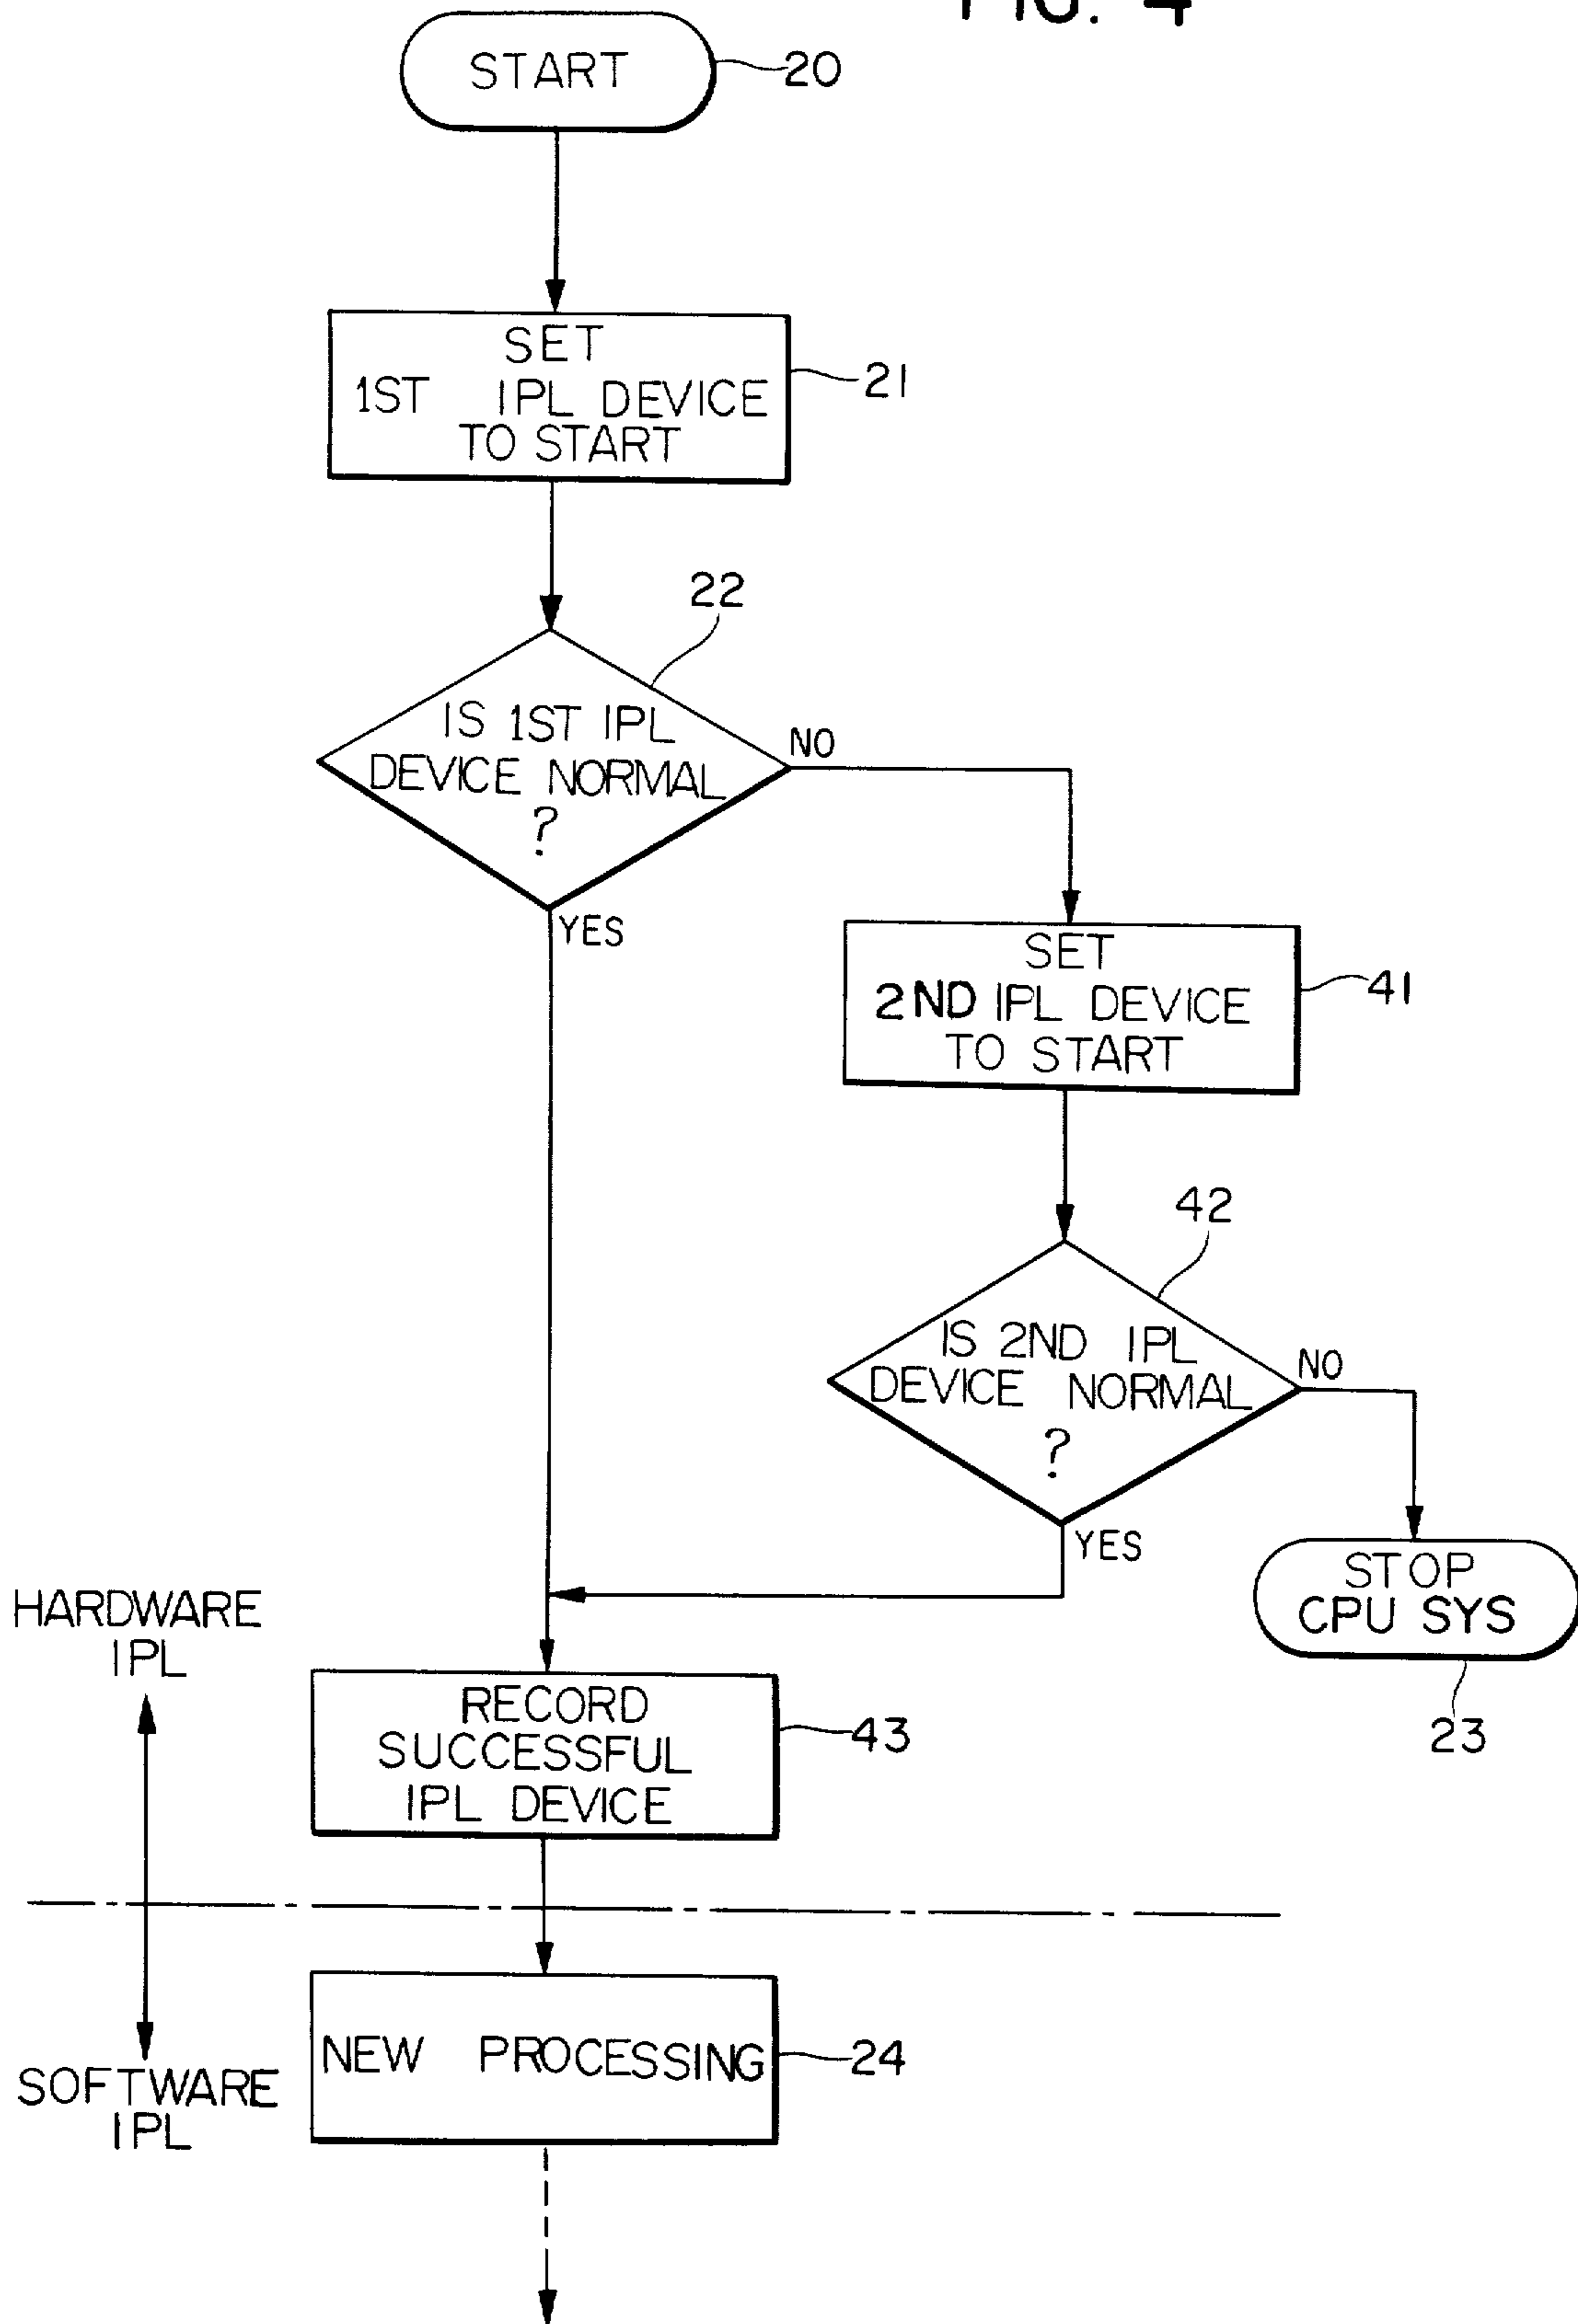 FIG. 4
START
20
SET
1ST IPL DEVICE
TO START
21
22
IS 1ST IPL
DEVICE NORMAL
?
NO
YES
SET
2ND IPL DEVICE
TO START
41
42
IS 2ND IPL
DEVICE NORMAL
?
NO
YES
STOP
CPU SYS
23
HARDWARE
IPL
RECORD
SUCCESSFUL
IPL DEVICE
43
NEW PROCESSING
24
SOFTWARE
IPL